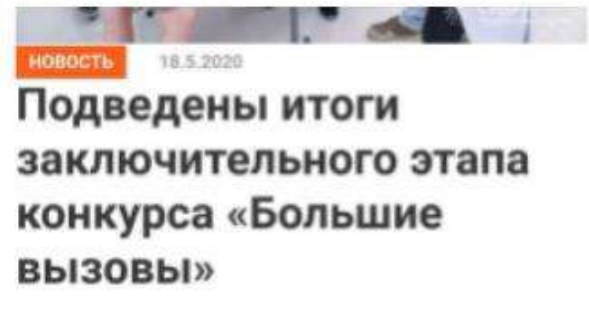 НОВОСТЬ 18.5.2020
Подведены итоги
заключительного этапа
конкурса «Большие
вызовы»